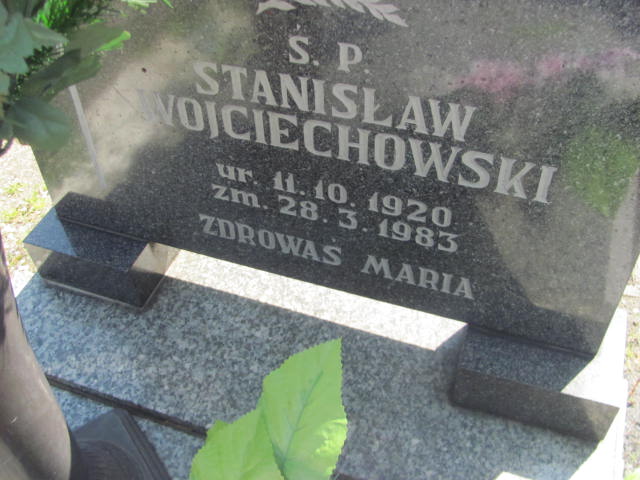 Ś. P.
STANISŁAW
WOJCIECHOWSKI
ur. 11.10.1920
zm. 28.3.1983
ZDROWAŚ MARIA